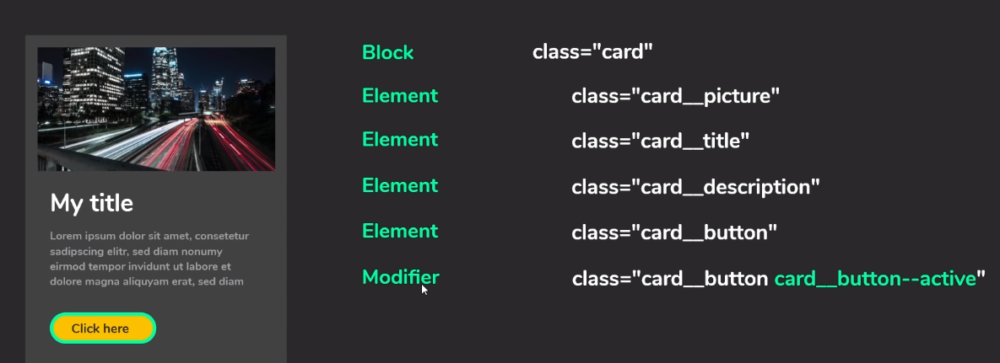 My title
Lorem ipsum dolor sit amet, consetetur
sadipscing elitr, sed diam nonumy
eirmod tempor invidunt ut labore et
dolore magna aliquyam erat, sed diam
Click here
Block class="card"
Element class="card__picture"
Element class="card__title"
Element class="card__description"
Element class="card__button"
Modifier class="card__button card__button--active"